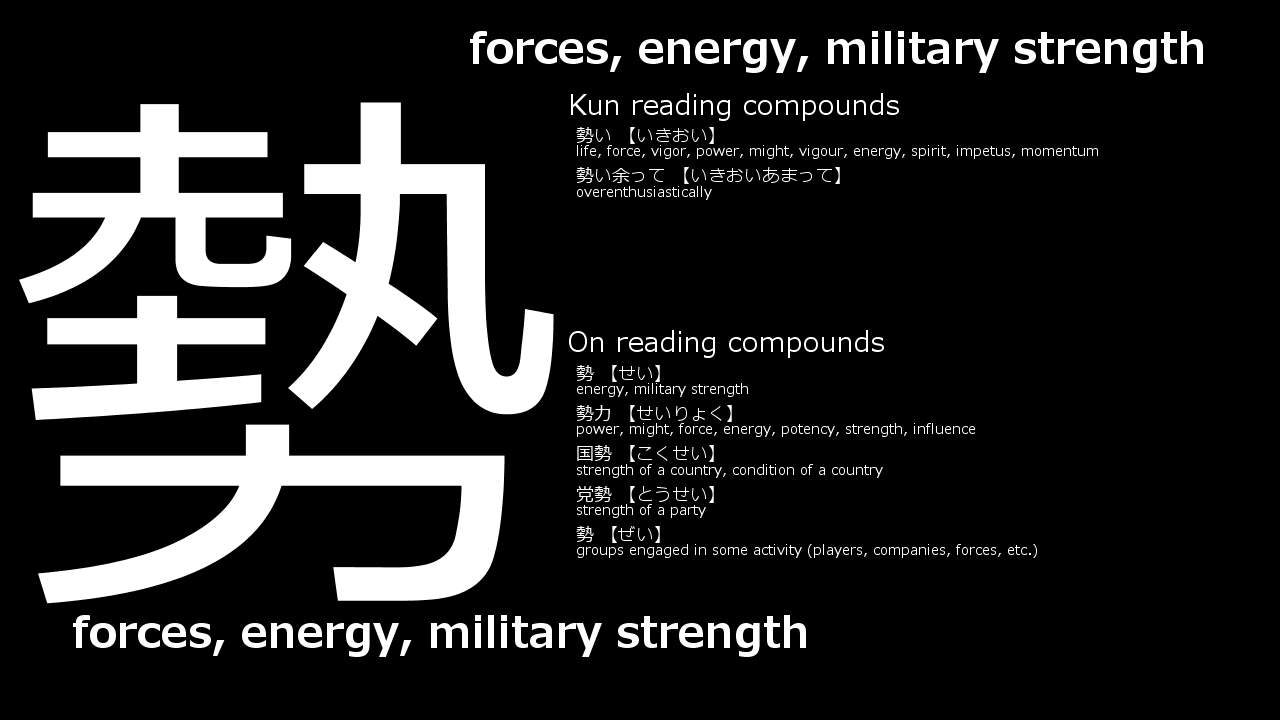 forces, energy, military strength
勢
Kun reading compounds
勢い 【いきおい】
life, force, vigor, power, might, vigour, energy, spirit, impetus, momentum
勢い余って 【いきおいあまって】
overenthusiastically
On reading compounds
勢 【せい】
energy, military strength
勢力 【せいりょく】
power, might, force, energy, potency, strength, influence
国勢 【こくせい】
strength of a country, condition of a country
党勢 【とうせい】
strength of a party
勢 【ぜい】
groups engaged in some activity (players, companies, forces, etc.)
forces, energy, military strength